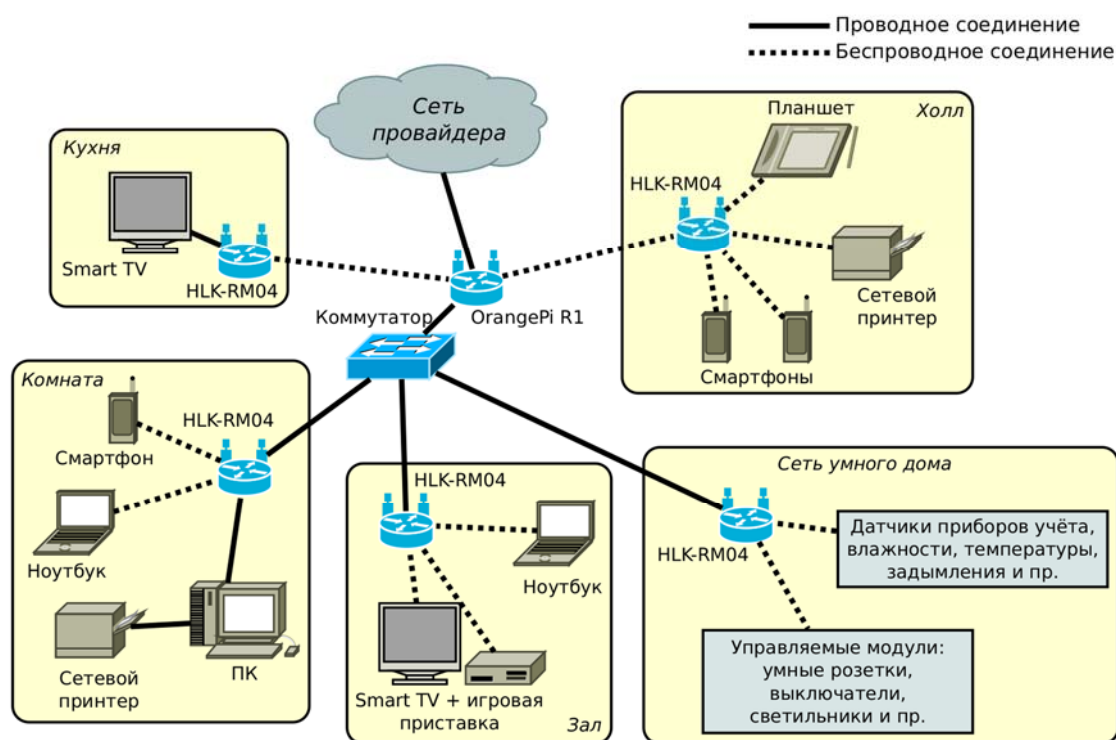 Проводное соединение
Беспроводное соединение
Сеть
провайдера
Кухня
Smart TV
HLK-RM04
Холл
Планшет
HLK-RM04
Сетевой
принтер
Смартфоны
Коммутатор
OrangePi R1
Комната
HLK-RM04
Смартфон
Ноутбук
Сетевой
принтер
ПК
HLK-RM04
Ноутбук
Smart TV + игровая
приставка
Зал
Сеть умного дома
HLK-RM04
Датчики приборов учёта,
влажности, температуры,
задымления и пр.
Управляемые модули:
умные розетки,
выключатели,
светильники и пр.